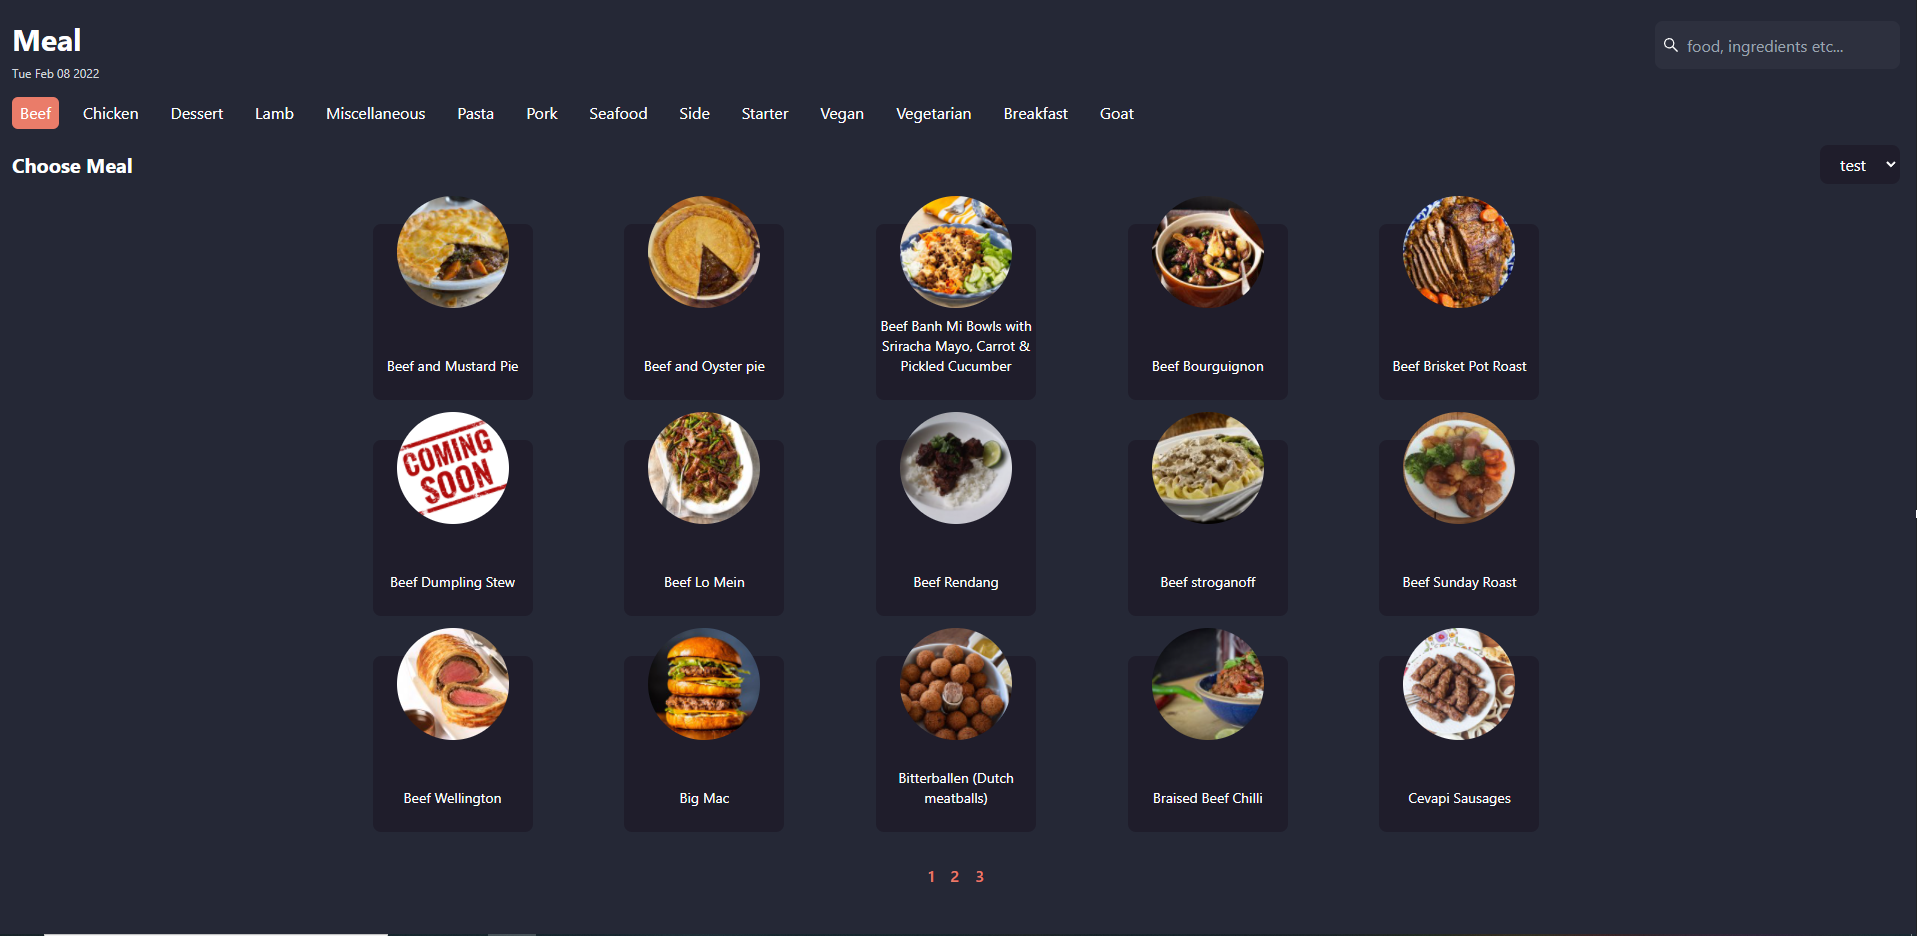 Meal
food, ingredients etc...
Tue Feb 08 2022
Beef Chicken Dessert Lamb Miscellaneous Pasta Pork Seafood Side Starter Vegan Vegetarian Breakfast Goat
Choose Meal
test
Beef and Mustard Pie
Beef and Oyster pie
Beef Banh Mi Bowls with
Sriracha Mayo, Carrot &
Pickled Cucumber
Beef Bourguignon
Beef Brisket Pot Roast
COMING
SOON
Beef Dumpling Stew
Beef Lo Mein
Beef Rendang
Beef stroganoff
Beef Sunday Roast
Beef Wellington
Big Mac
Bitterballen (Dutch
meatballs)
Braised Beef Chilli
Cevapi Sausages
1 2 3